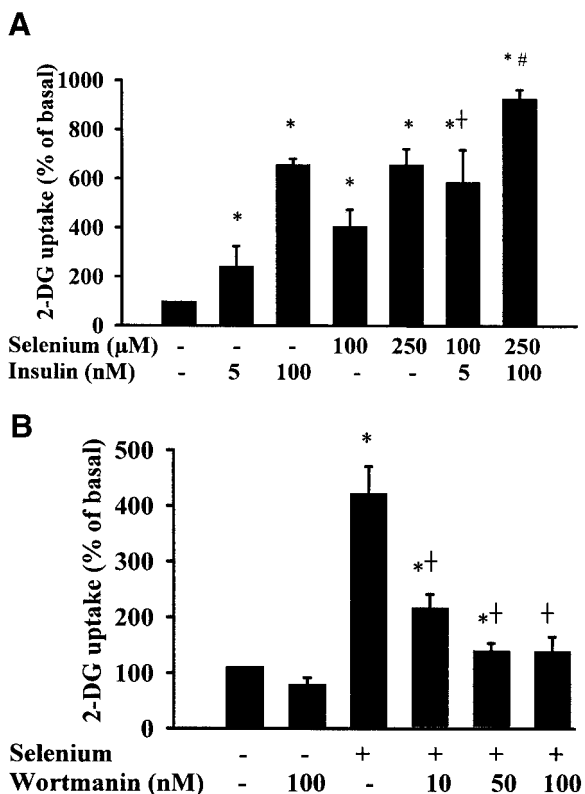 A
* #
* * *†
*
*
2-DG uptake (% of basal)
1000
800
600
400
200
0
Selenium (µM) - - - 100 250 100 250
Insulin (nM) - 5 100 - - 5 100
B
*
*†
*† †
2-DG uptake (% of basal)
500
400
300
200
100
0
Selenium - - + + + +
Wortmanin (nM) - 100 - 10 50 100